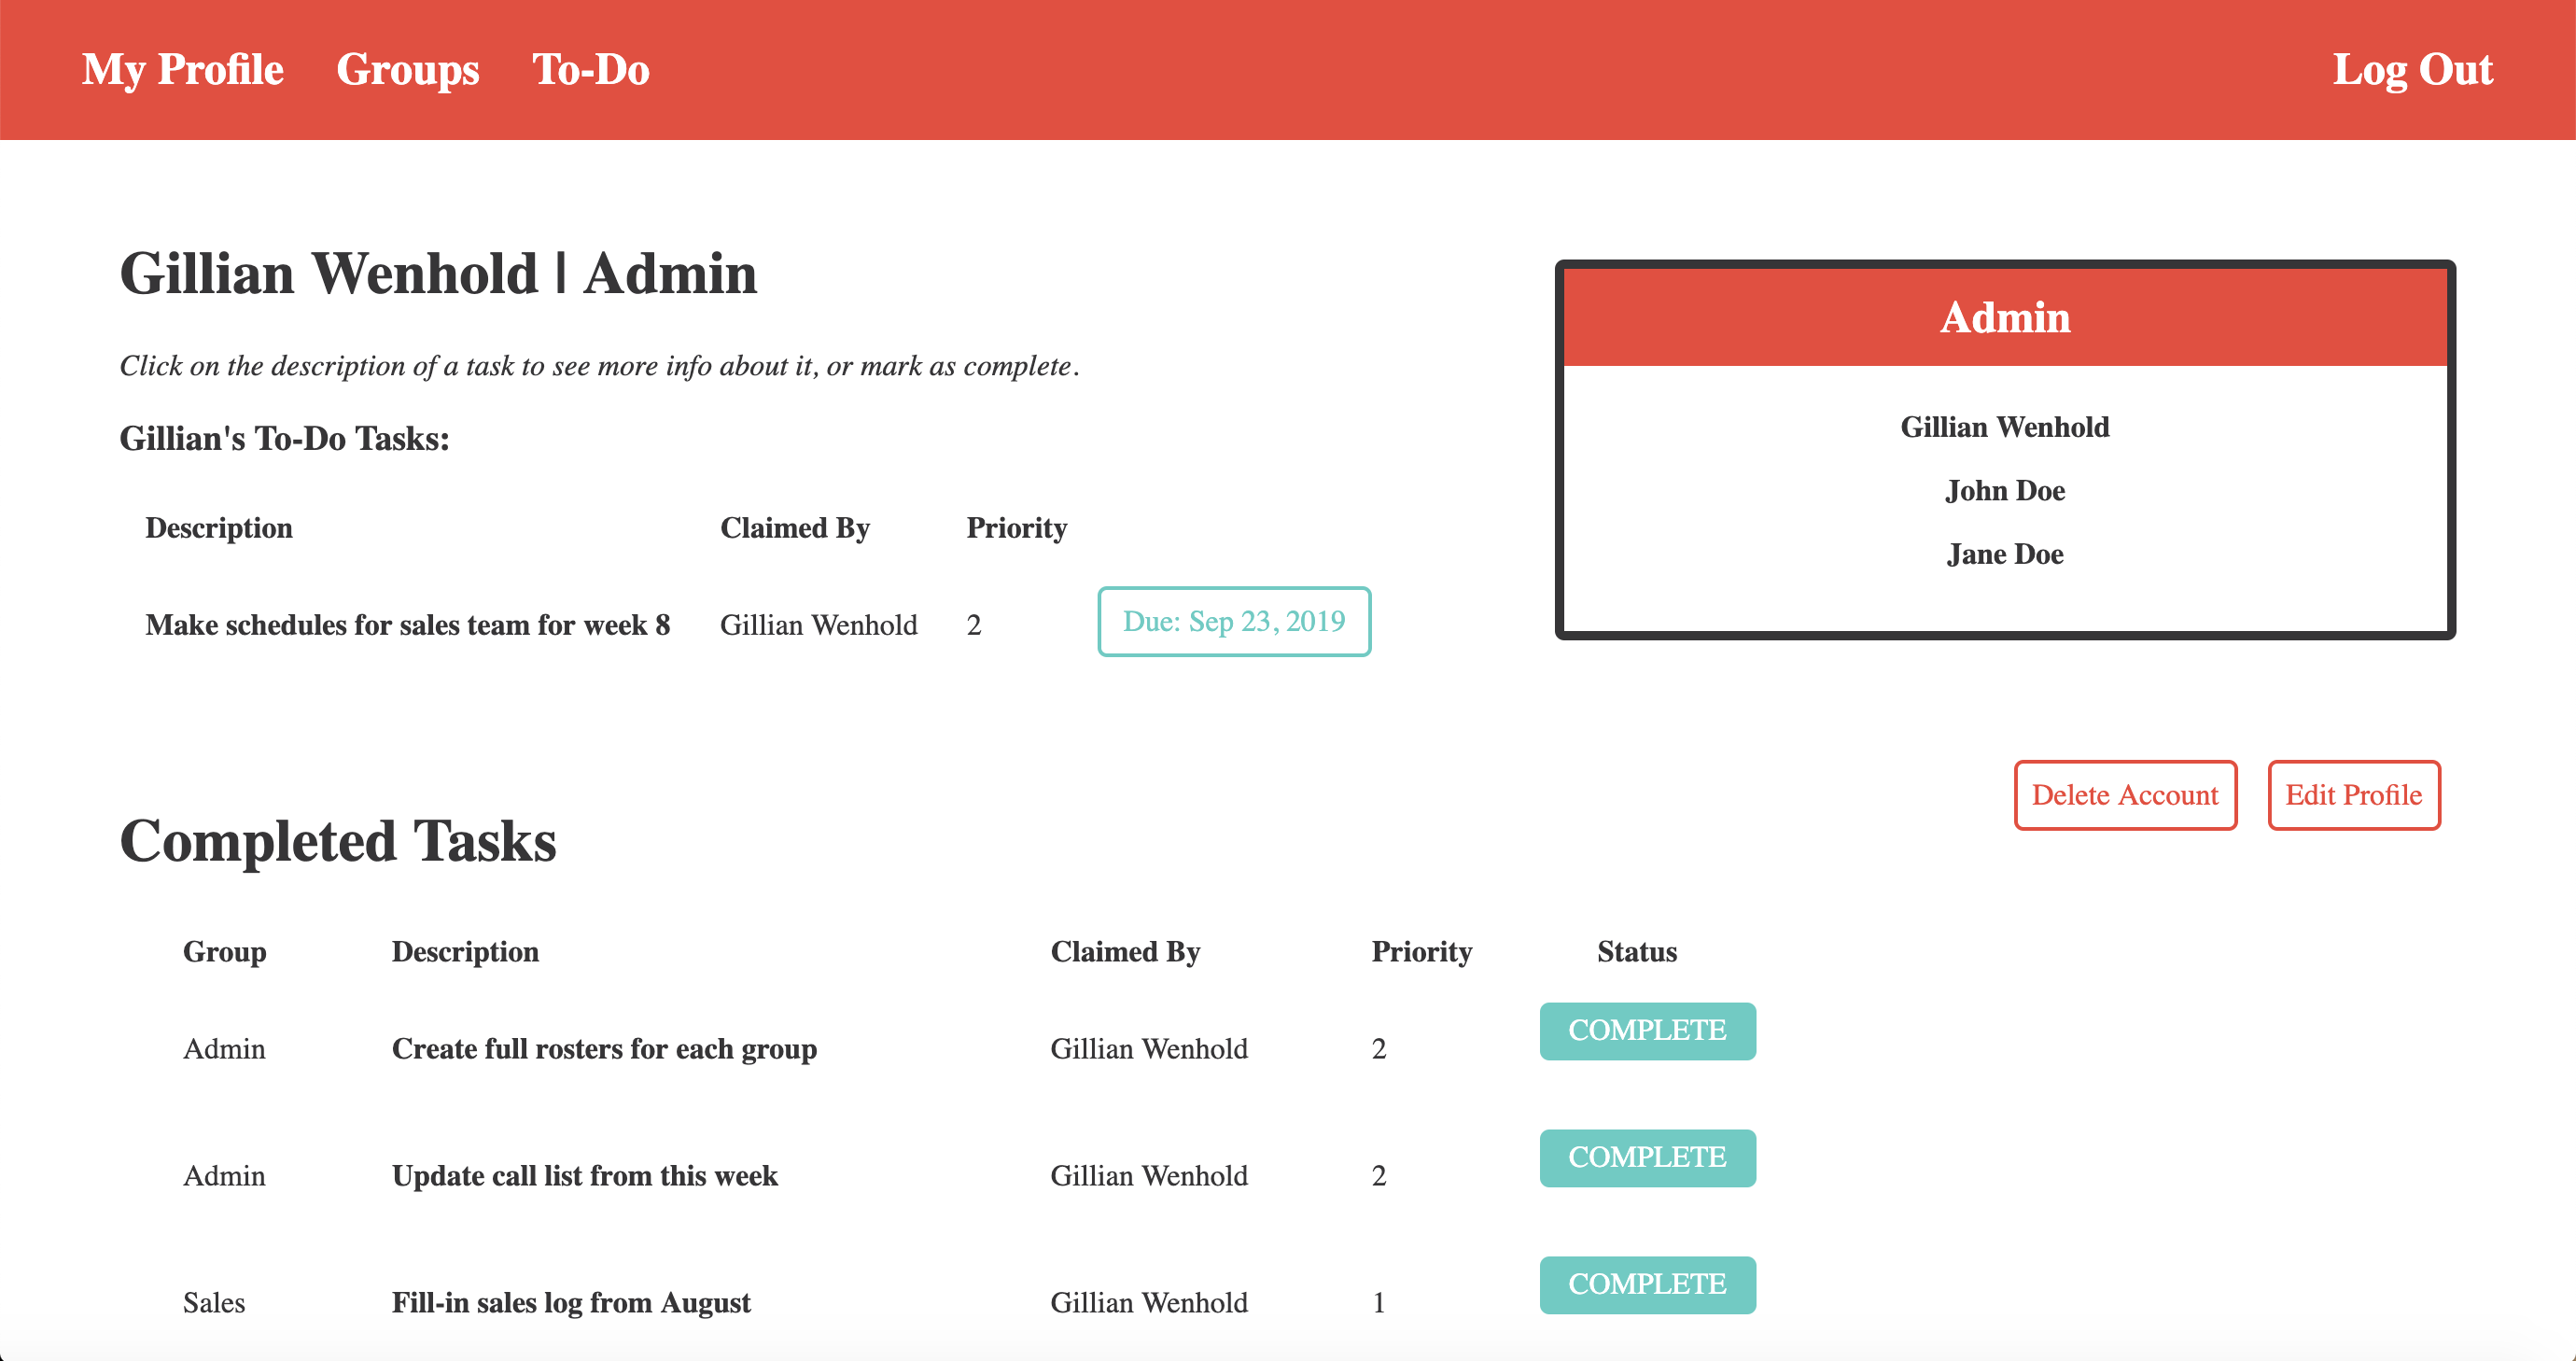 My Profile Groups To-Do Log Out
Gillian Wenhold | Admin
Click on the description of a task to see more info about it, or mark as complete.
Gillian's To-Do Tasks:
Description Claimed By Priority
Make schedules for sales team for week 8 Gillian Wenhold 2 Due: Sep 23, 2019
Admin
Gillian Wenhold
John Doe
Jane Doe
Delete Account Edit Profile
Completed Tasks
Group Description Claimed By Priority Status
Admin Create full rosters for each group Gillian Wenhold 2 COMPLETE
Admin Update call list from this week Gillian Wenhold 2 COMPLETE
Sales Fill-in sales log from August Gillian Wenhold 1 COMPLETE